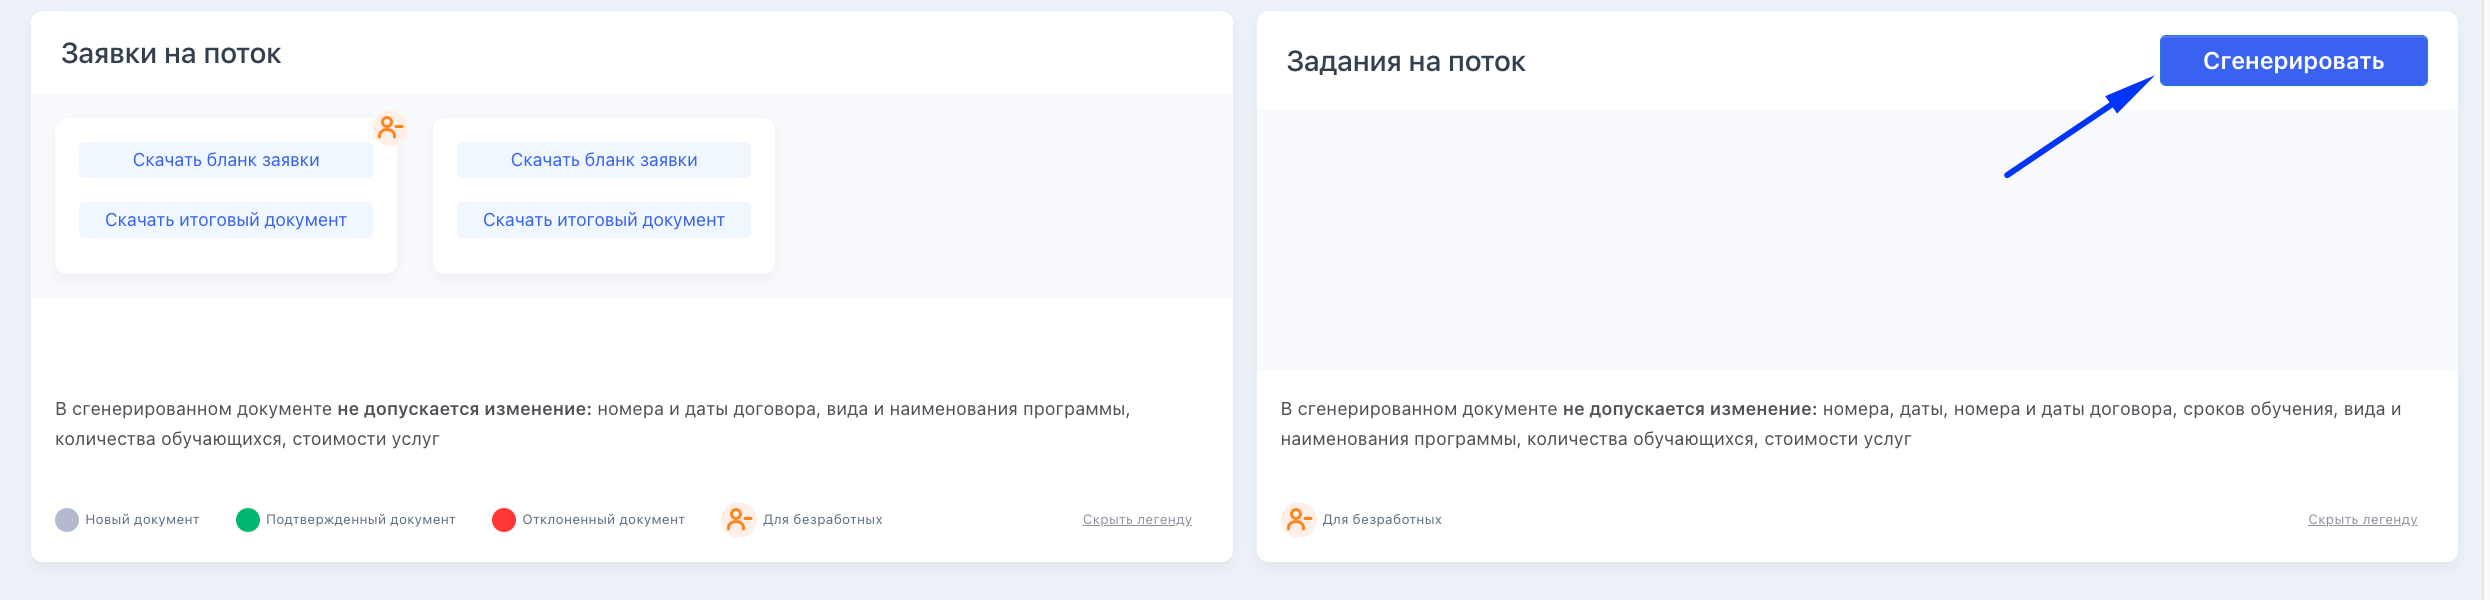 Заявки на поток
Скачать бланк заявки
Скачать итоговый документ
Скачать бланк заявки
Скачать итоговый документ
В сгенерированном документе не допускается изменение: номера и даты договора, вида и наименования программы,
количества обучающихся, стоимости услуг
Новый документ
Подтвержденный документ
Отклоненный документ
Для безработных
Скрыть легенду
Задания на поток
Сгенерировать
В сгенерированном документе не допускается изменение: номера, даты, номера и даты договора, сроков обучения, вида и
наименования программы, количества обучающихся, стоимости услуг
Для безработных
Скрыть легенду